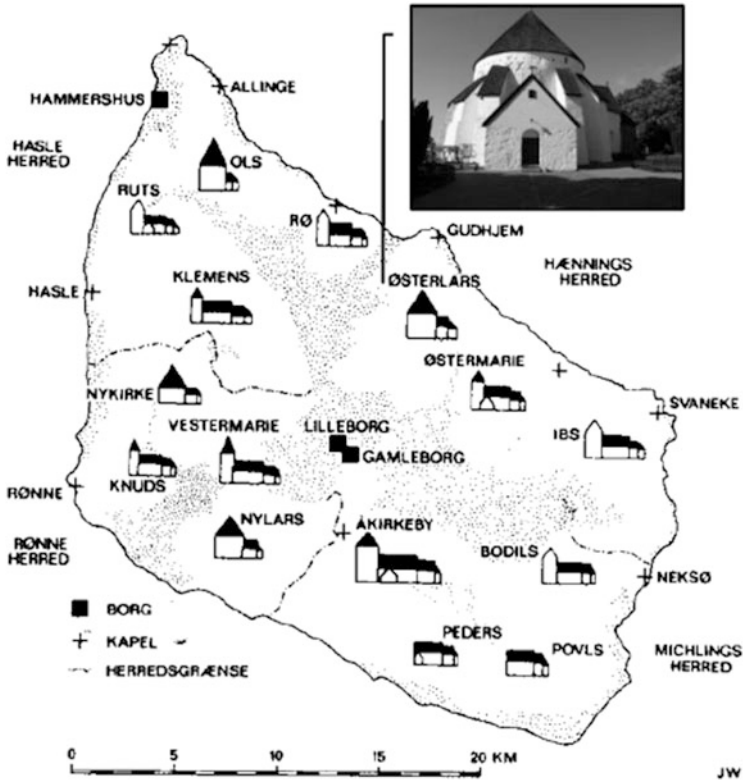 ALLINGE
HAMMERSHUS
HASLE
HERRED
OLS
RUTS
RØ
GUDHJEM
HÆNNINGS
HERRED
KLEMENS
HASLE
ØSTERLARS
ØSTERMARIE
NYKIRKE
SVANEKE
VESTERMARIE
LILLEBORG
IBS
GAMLEBORG
KNUDS
RØNNE
RØNNE
HERRED
NYLARS
ÅKIRKEBY
BODILS
NEKSØ
BORG
KAPEL
HERREDSGRÆNSE
PEDERS
POVLS
MICHLINGS
HERRED
0 5 10 15 20 KM
JW